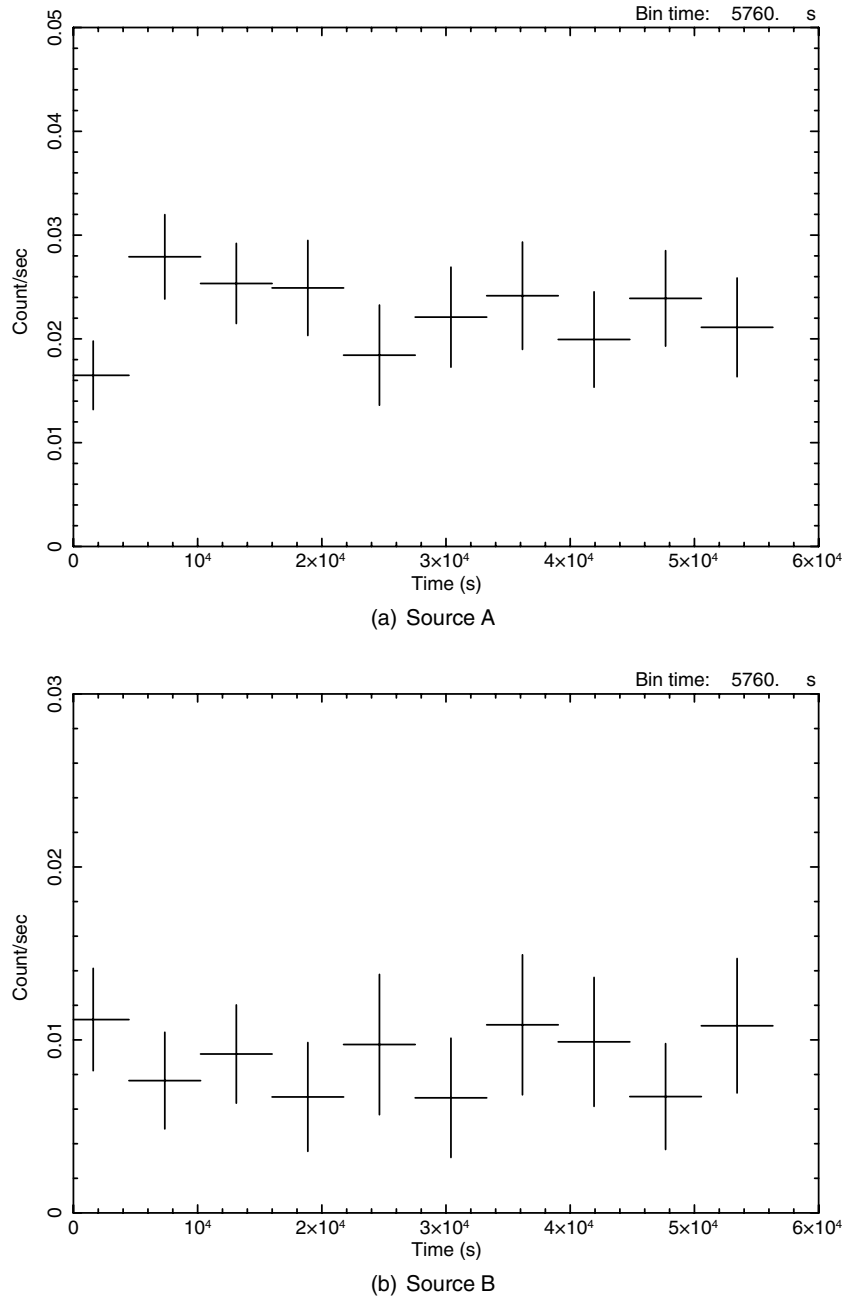 Bin time: 5760. s
0.05
0.04
0.03
0.02
0.01
0
Count/sec
0 10⁴ 2×10⁴ 3×10⁴ 4×10⁴ 5×10⁴ 6×10⁴
Time (s)
(a) Source A
Bin time: 5760. s
0.03
0.02
0.01
0
Count/sec
0 10⁴ 2×10⁴ 3×10⁴ 4×10⁴ 5×10⁴ 6×10⁴
Time (s)
(b) Source B